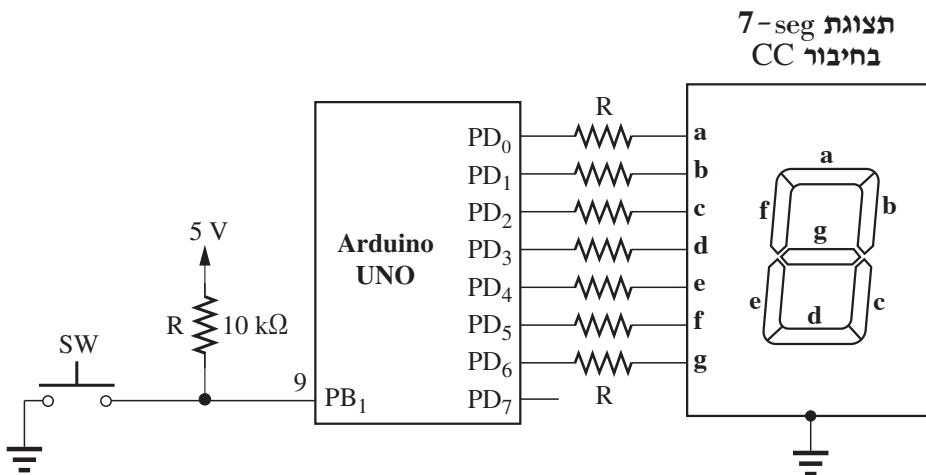 תצוגת 7-seg
בחיבור CC
R
PD0
a
PD1
b
PD2
c
PD3
d
PD4
e
PD5
f
PD6
g
PD7
R
Arduino
UNO
5 V
R
10 kΩ
SW
9
PB1
a
b
f
g
e
c
d